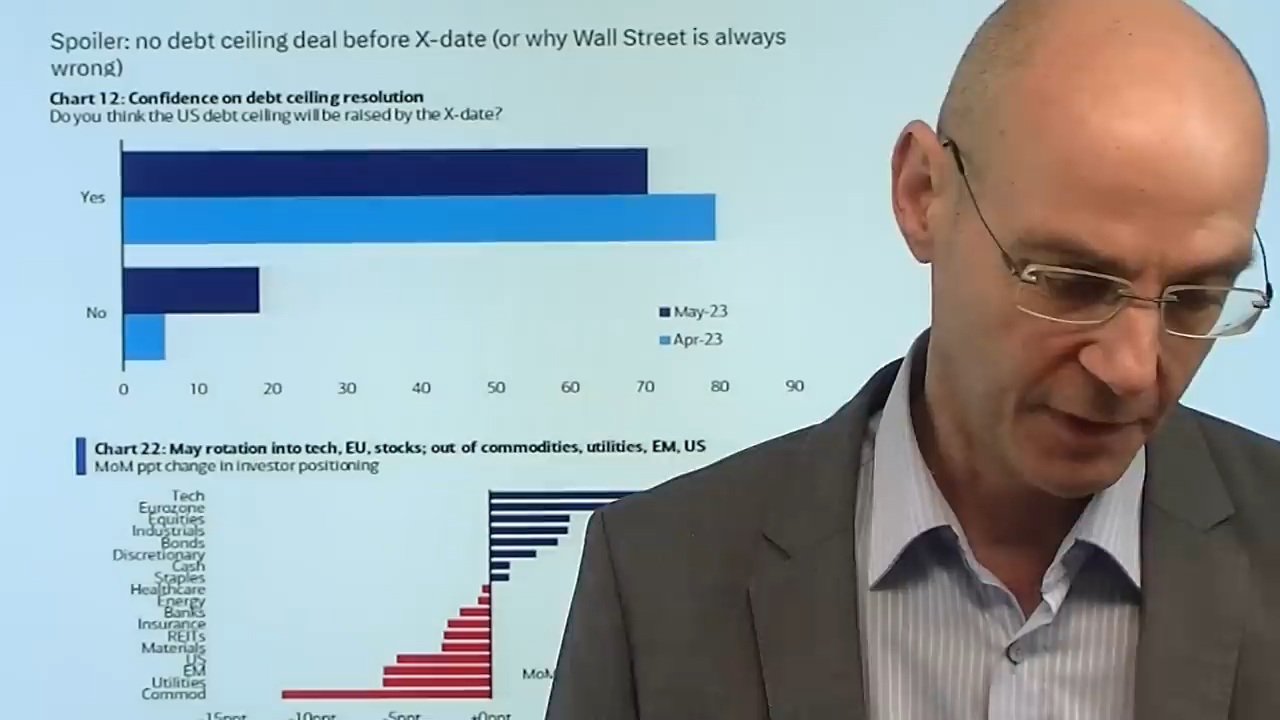 Spoiler: no debt ceiling deal before X-date (or why Wall Street is always
wrong)
Chart 12: Confidence on debt ceiling resolution
Do you think the US debt ceiling will be raised by the X-date?
Yes
No
May-23
Apr-23
0 10 20 30 40 50 60 70 80 90
Chart 22: May rotation into tech, EU, stocks; out of commodities, utilities, EM, US
MoM ppt change in investor positioning
Tech
Eurozone
Equities
Industrials
Bonds
Discretionary
Cash
Staples
Healthcare
Energy
Banks
Insurance
REITs
Materials
US
EM
Utilities
Commod
MoM
-15ppt -10ppt -5ppt +0ppt